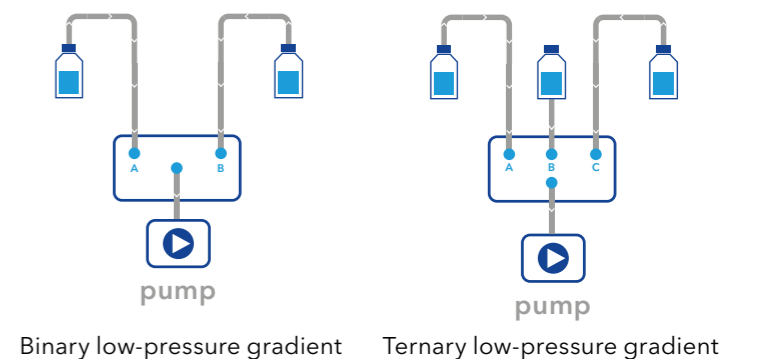 A B
pump
Binary low-pressure gradient
A B C
pump
Ternary low-pressure gradient